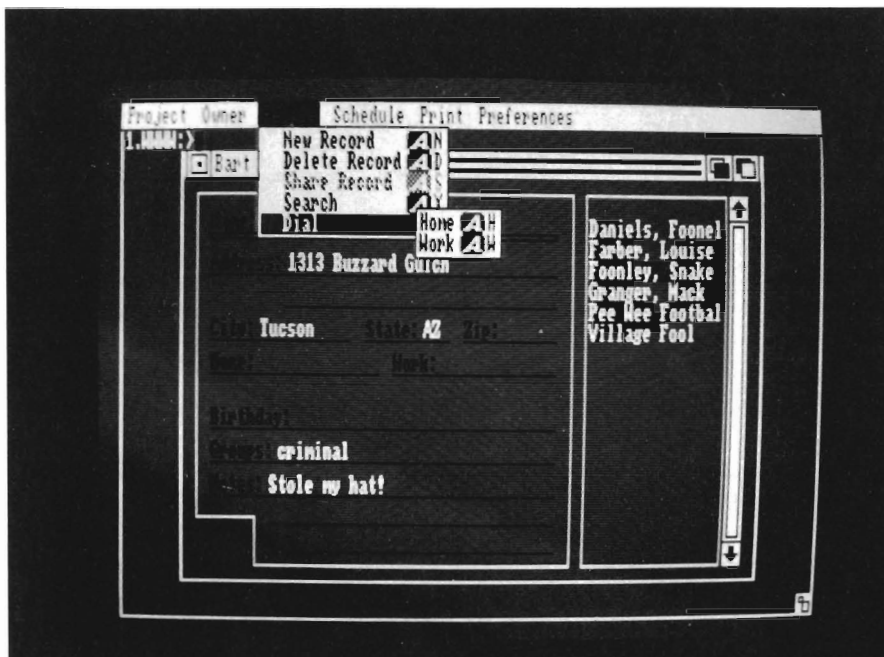 Project Owner Schedule Print Preferences
1.WWWW:>
Bart
New Record A N
Delete Record A D
Share Record A S
Search A Y
Dial
Home A H
Work A W
1313 Buzzard Gulch
City: Tucson State: AZ Zip:
Home: Work:
Birthday:
Groups: criminal
Notes: Stole my hat!
Daniels, Foonel
Farber, Louise
Foonley, Snake
Granger, Mack
Pee Wee Footbal
Village Fool